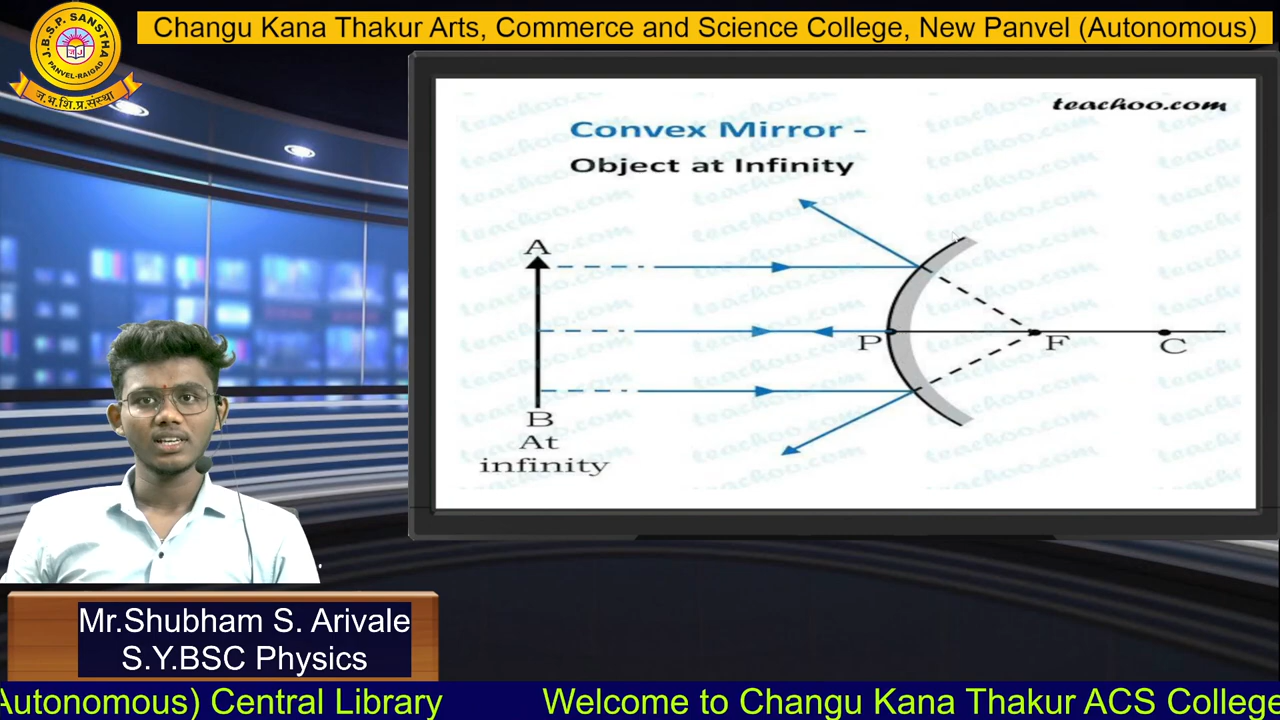 Changu Kana Thakur Arts, Commerce and Science College, New Panvel (Autonomous)
J.B.S.P. SANSTHA
PANVEL-RAIGAD
ज.भ.शि.प्र.संस्था
teachoo.com
Convex Mirror -
Object at Infinity
A
P
F
C
B
At
infinity
Mr.Shubham S. Arivale
S.Y.BSC Physics
Autonomous) Central Library Welcome to Changu Kana Thakur ACS College